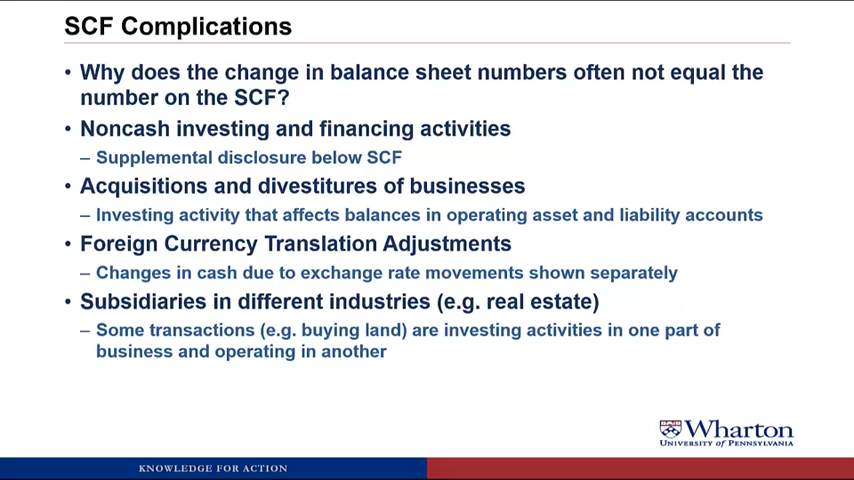 SCF Complications
• Why does the change in balance sheet numbers often not equal the
number on the SCF?
• Noncash investing and financing activities
– Supplemental disclosure below SCF
• Acquisitions and divestitures of businesses
– Investing activity that affects balances in operating asset and liability accounts
• Foreign Currency Translation Adjustments
– Changes in cash due to exchange rate movements shown separately
• Subsidiaries in different industries (e.g. real estate)
– Some transactions (e.g. buying land) are investing activities in one part of
business and operating in another
Wharton
UNIVERSITY of PENNSYLVANIA
KNOWLEDGE FOR ACTION